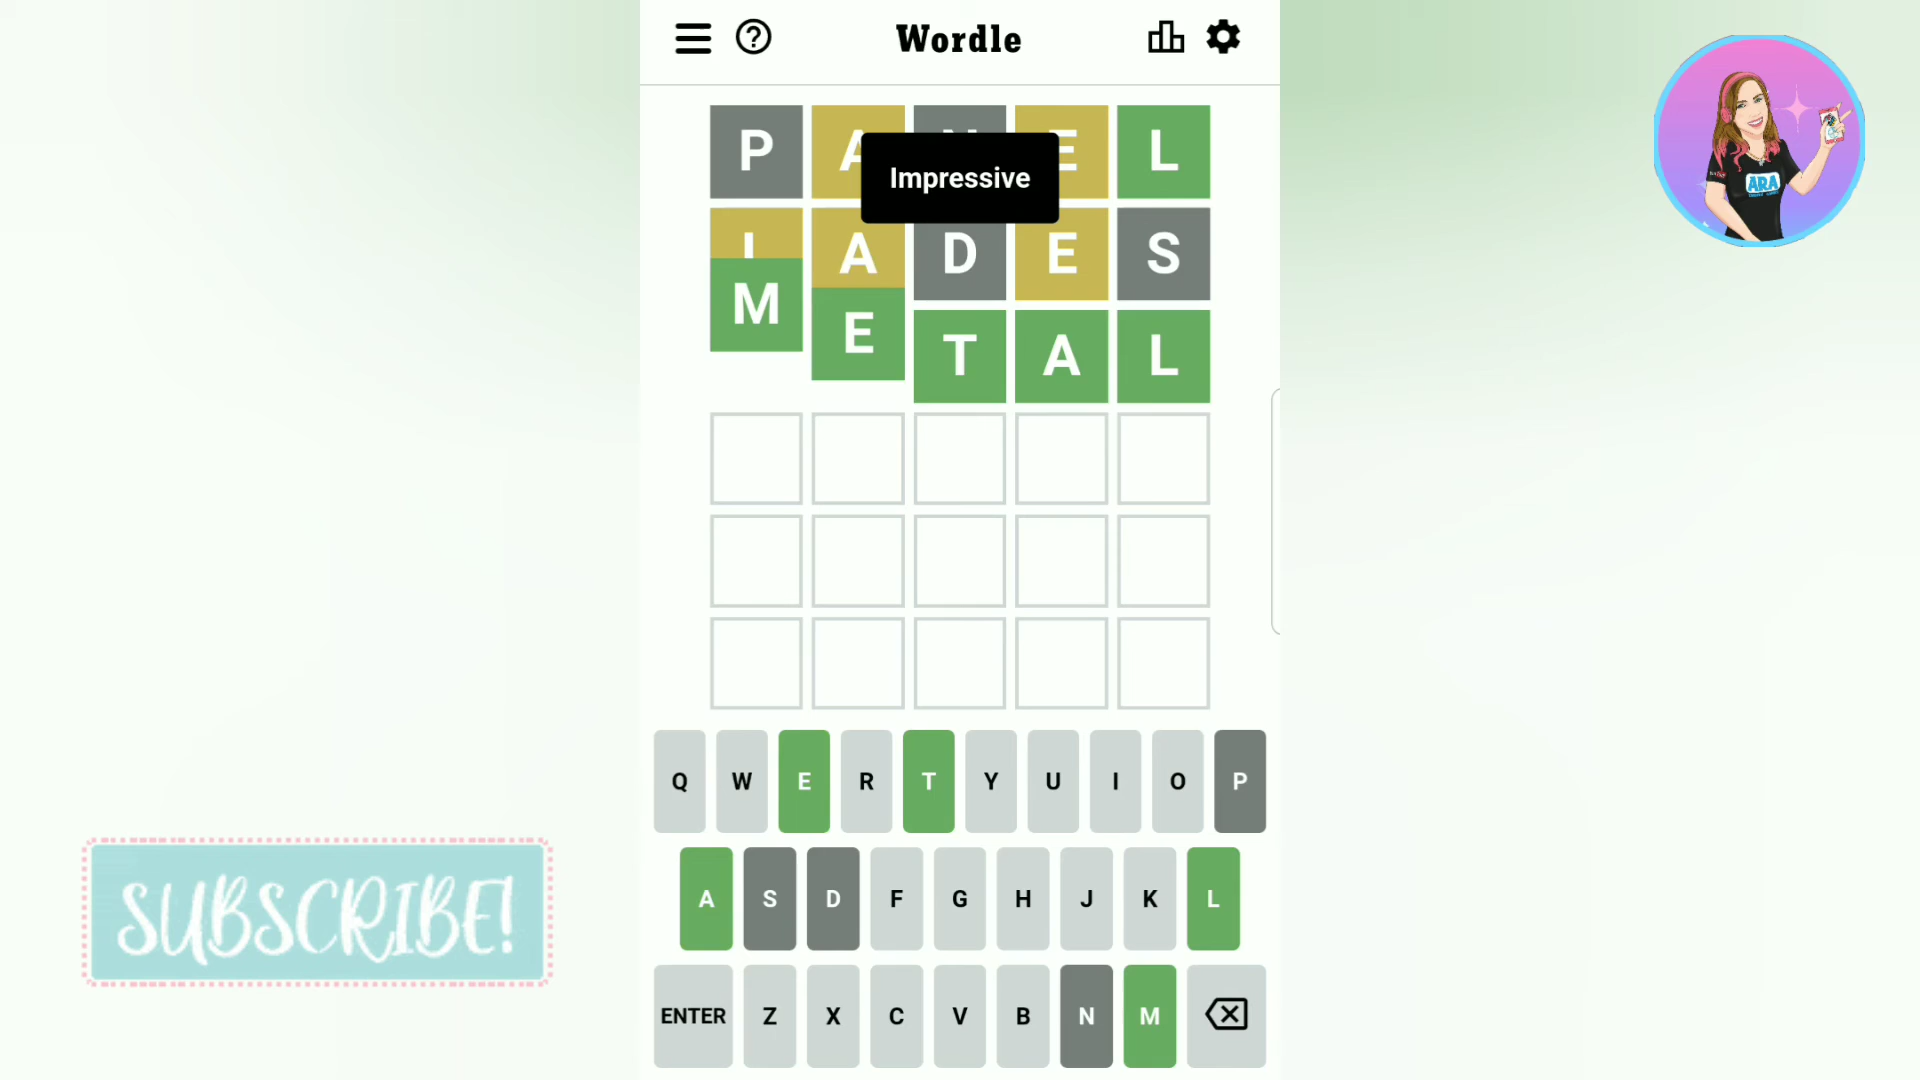 Wordle
P A E L
Impressive
A D E S
M E T A L
Q W E R T Y U I O P
A S D F G H J K L
ENTER Z X C V B N M
ARA
SUBSCRIBE!